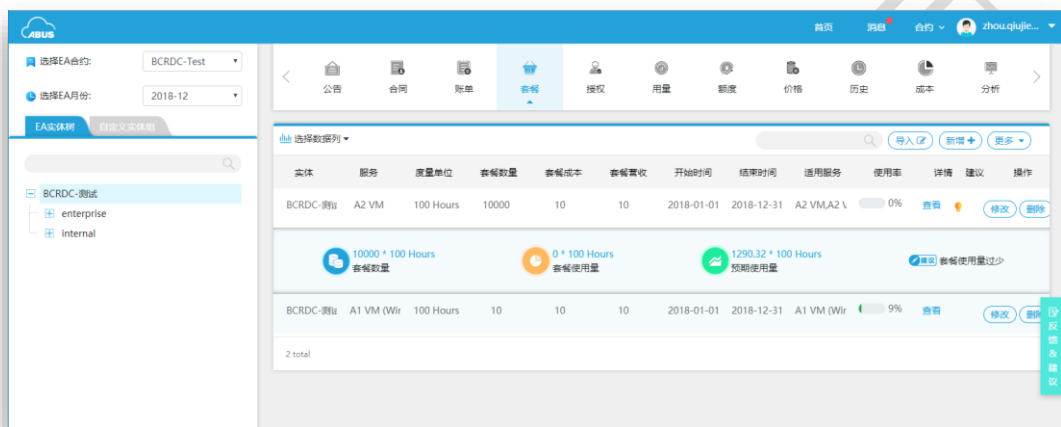 ABUS
首页 消息 合约 zhou.qiujie...
选择EA合约: BCRDC-Test
选择EA月份: 2018-12
EA实体树 自定义实体组
BCRDC-测试
enterprise
internal
公告 合同 账单 套餐 授权 用量 额度 价格 历史 成本 分析
选择数据列 导入 新增 更多
实体 服务 度量单位 套餐数量 套餐成本 套餐营收 开始时间 结束时间 适用服务 使用率 详情 建议 操作
BCRDC-测试 A2 VM 100 Hours 10000 10 10 2018-01-01 2018-12-31 A2 VM,A2 V 0% 查看 修改 删除
10000 * 100 Hours 0 * 100 Hours 1290.32 * 100 Hours
套餐数量 套餐使用量 预期使用量 建议 套餐使用量过少
BCRDC-测试 A1 VM (Wir 100 Hours 10 10 10 2018-01-01 2018-12-31 A1 VM (Wir 9% 查看 修改 删除
2 total
反馈&建议